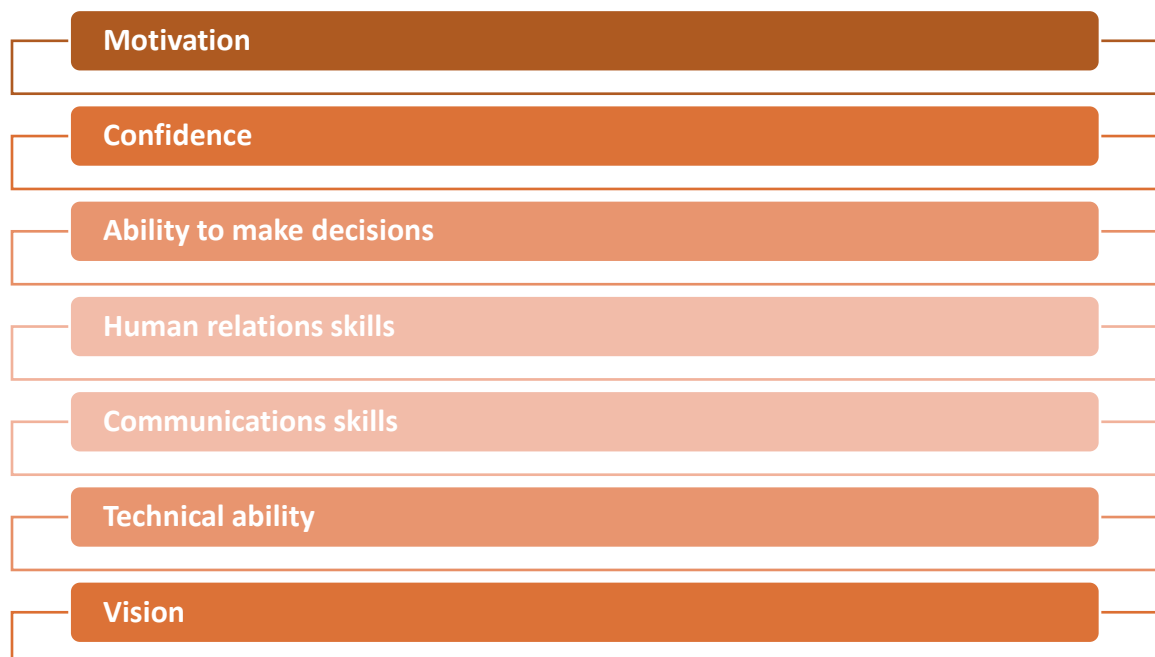 Motivation
Confidence
Ability to make decisions
Human relations skills
Communications skills
Technical ability
Vision